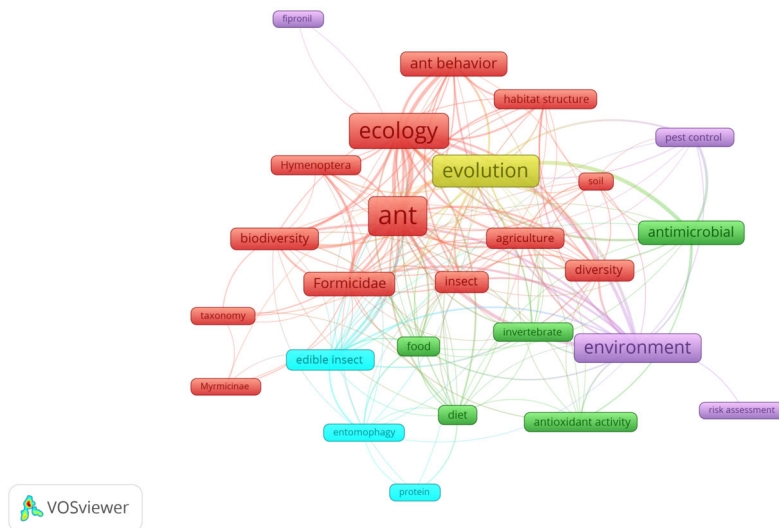 fipronil
ant behavior
habitat structure
ecology
pest control
Hymenoptera
evolution
soil
ant
antimicrobial
biodiversity
agriculture
diversity
Formicidae
insect
taxonomy
invertebrate
food
environment
edible insect
Myrmicinae
risk assessment
diet
antioxidant activity
entomophagy
protein
VOSviewer